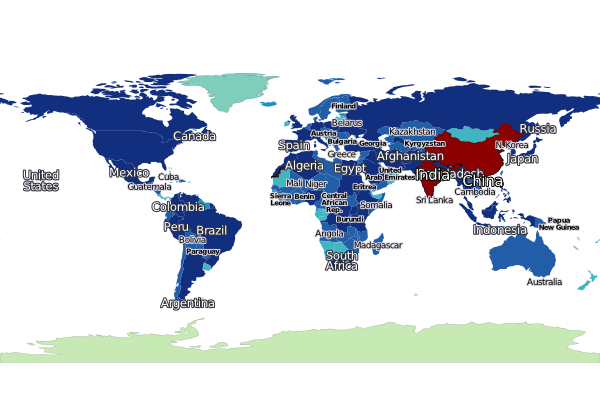 Finland
Canada
Belarus
Russia
Austria
Kazakhstan
Spain
Bulgaria
Georgia
Kyrgyzstan
N. Korea
Greece
Afghanistan
Japan
Algeria
Egypt
United
States
Mexico
Cuba
United
Arab Emirates
India
China
Guatemala
Mali
Niger
Eritrea
Cambodia
Sierra
Leone
Benin
Central
African
Rep.
Somalia
Sri Lanka
Colombia
Peru
Brazil
Burundi
Papua
New Guinea
Bolivia
Angola
Indonesia
Paraguay
Madagascar
South
Africa
Australia
Argentina